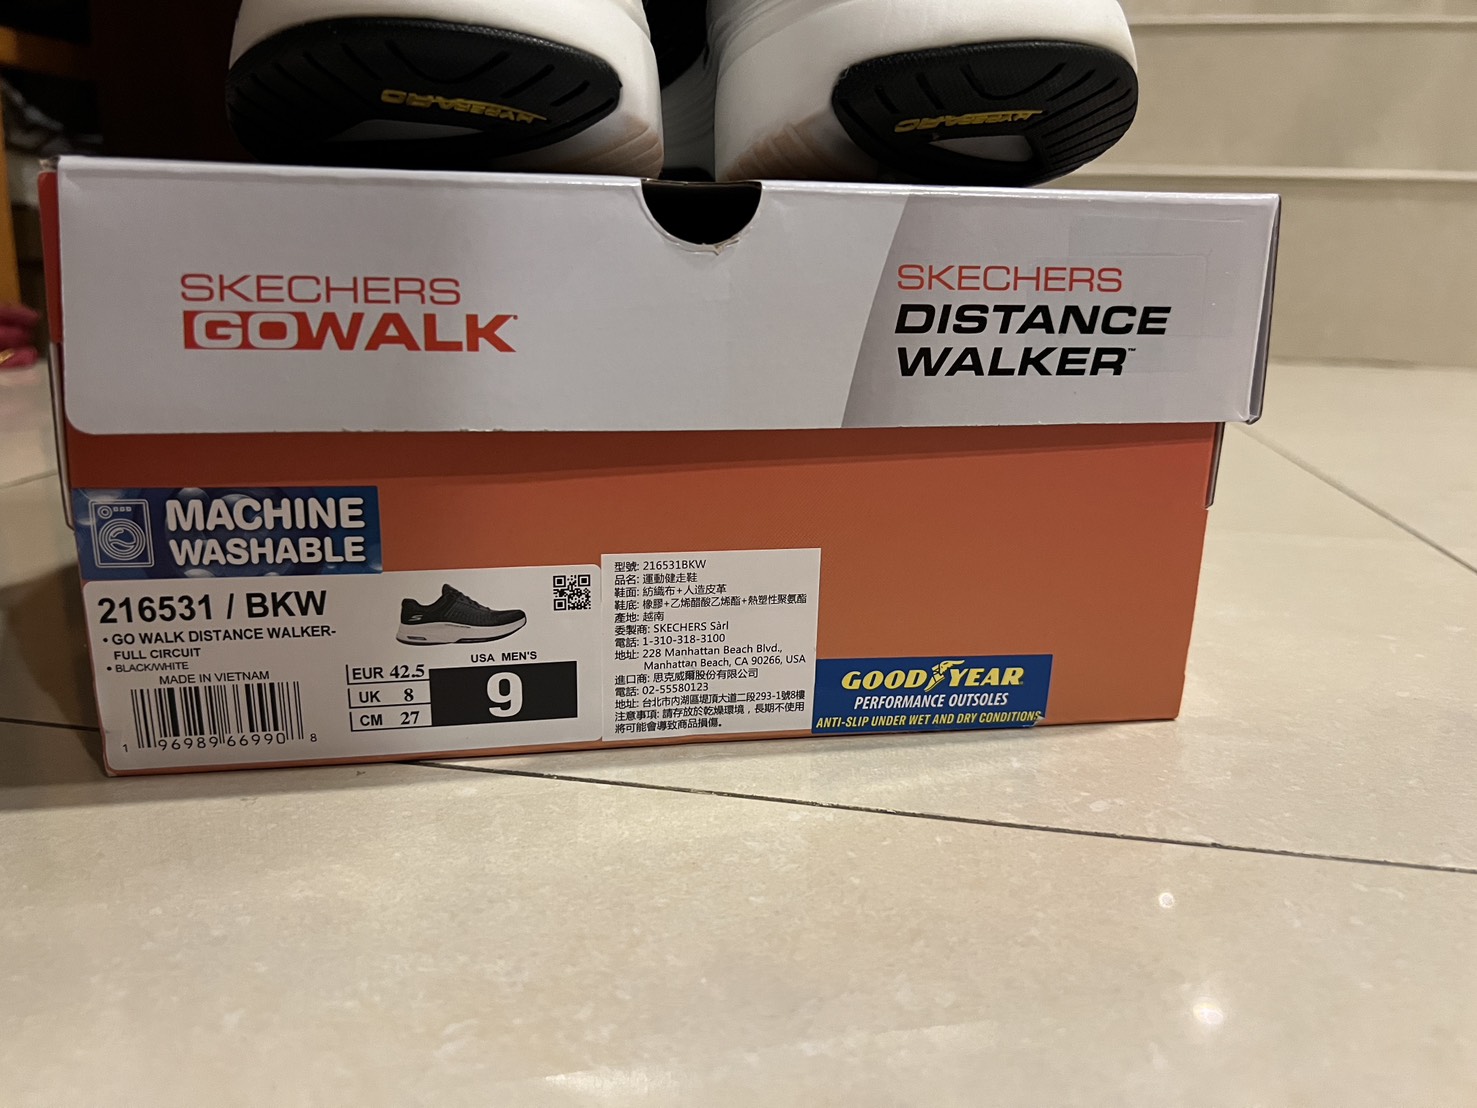 HYPERARC
HYPERARC
SKECHERS
GOWALK
SKECHERS
DISTANCE
WALKER™
MACHINE
WASHABLE
216531 / BKW
• GO WALK DISTANCE WALKER-
FULL CIRCUIT
• BLACK/WHITE
MADE IN VIETNAM
1 96989 66990 8
EUR 42.5
UK 8
CM 27
USA MEN'S
9
型號: 216531BKW
品名: 運動健走鞋
鞋面: 紡織布+人造皮革
鞋底: 橡膠+乙烯醋酸乙烯酯+熱塑性聚氨酯
產地: 越南
委製商: SKECHERS Sàrl
電話: 1-310-318-3100
地址: 228 Manhattan Beach Blvd.,
Manhattan Beach, CA 90266, USA
進口商: 思克威爾股份有限公司
電話: 02-55580123
地址: 台北市內湖區堤頂大道二段293-1號8樓
注意事項: 請存放於乾燥環境，長期不使用
將可能會導致商品損傷。
GOODYEAR
PERFORMANCE OUTSOLES
ANTI-SLIP UNDER WET AND DRY CONDITIONS